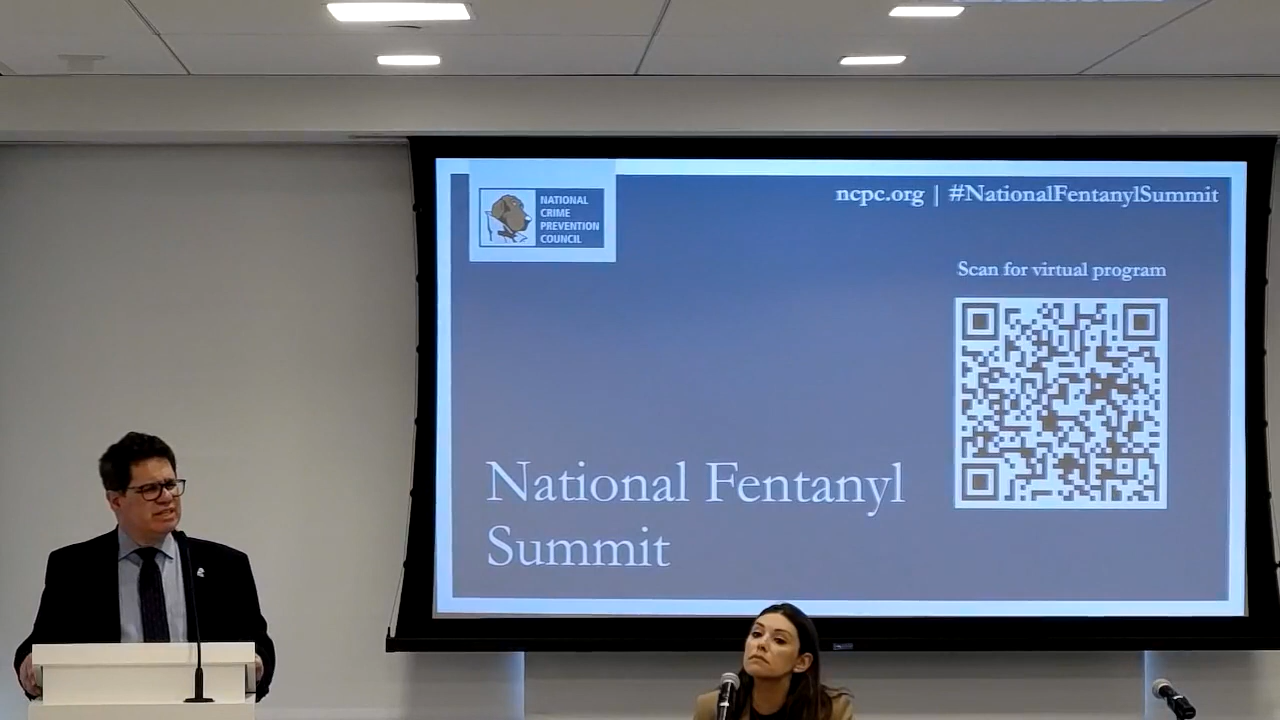 NATIONAL
CRIME
PREVENTION
COUNCIL
ncpc.org | #NationalFentanylSummit
Scan for virtual program
National Fentanyl
Summit